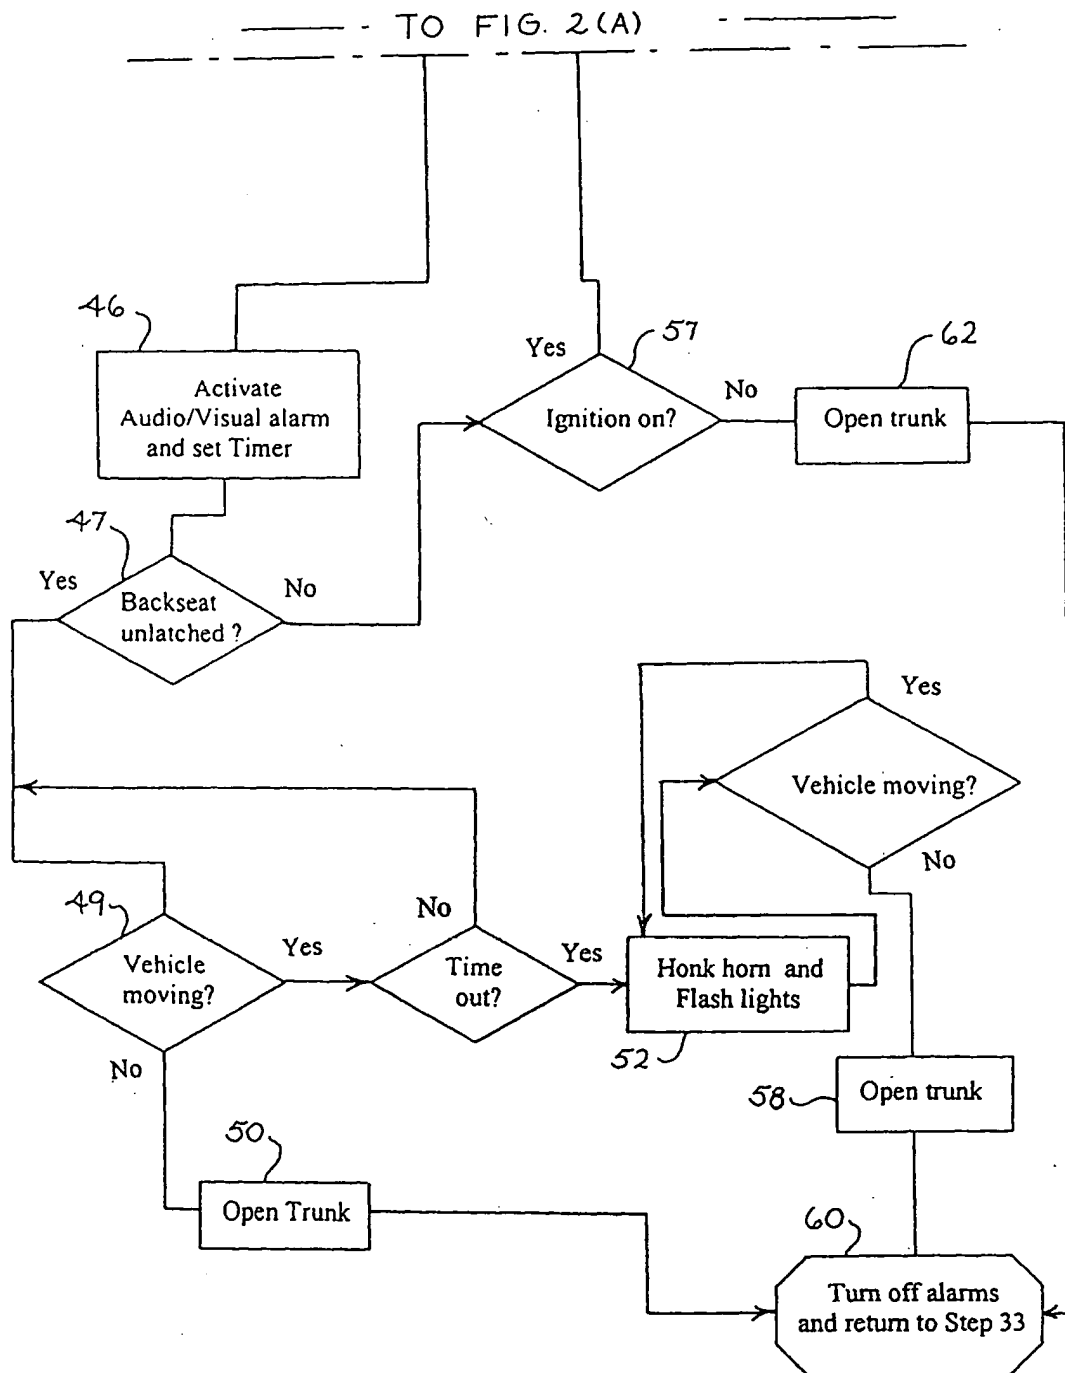 TO FIG. 2(A)
46
Activate
Audio/Visual alarm
and set Timer
Yes
57
Ignition on?
No
62
Open trunk
47
Yes
No
Backseat
unlatched ?
Yes
Vehicle moving?
No
49
Vehicle
moving?
Yes
No
No
Time
out?
Yes
Honk horn and
Flash lights
52
58
Open trunk
50
Open Trunk
60
Turn off alarms
and return to Step 33